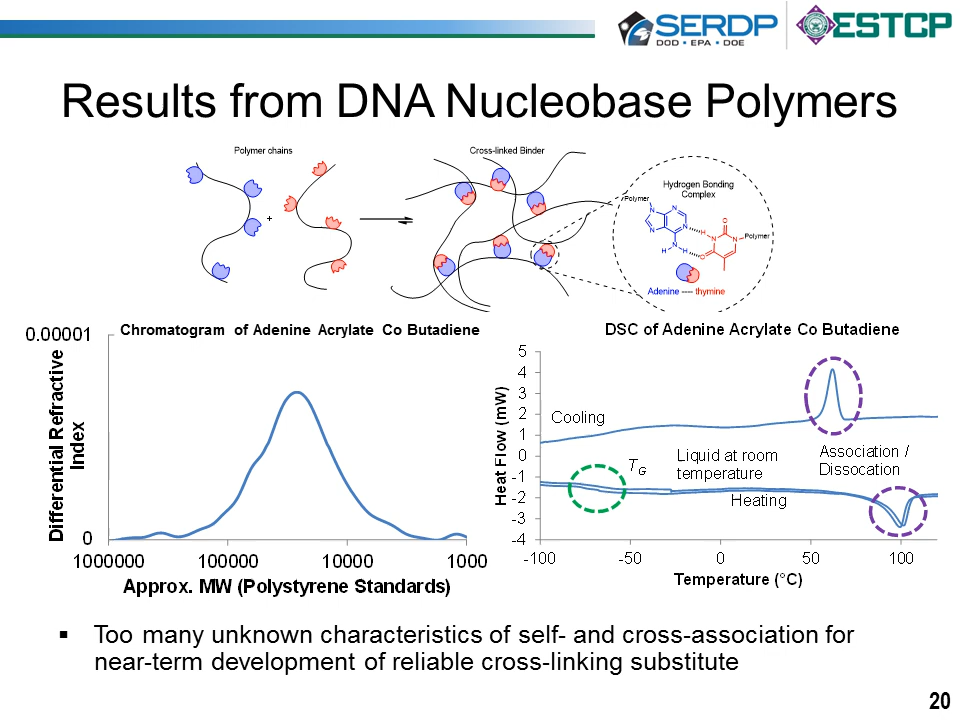 SERDP
DOD • EPA • DOE
ESTCP
Results from DNA Nucleobase Polymers
Polymer chains
+
Cross-linked Binder
Hydrogen Bonding
Complex
Polymer
N
N
N
N
N
H
H
H
N
O
O
N
Polymer
Adenine ---- thymine
Chromatogram of Adenine Acrylate Co Butadiene
0.00001
0
Differential Refractive
Index
1000000
100000
10000
1000
Approx. MW (Polystyrene Standards)
DSC of Adenine Acrylate Co Butadiene
Heat Flow (mW)
5
4
3
2
1
0
-1
-2
-3
-4
Cooling
TG
Liquid at room
temperature
Association /
Dissocation
Heating
-100
-50
0
50
100
Temperature (°C)
▪ Too many unknown characteristics of self- and cross-association for
near-term development of reliable cross-linking substitute
20